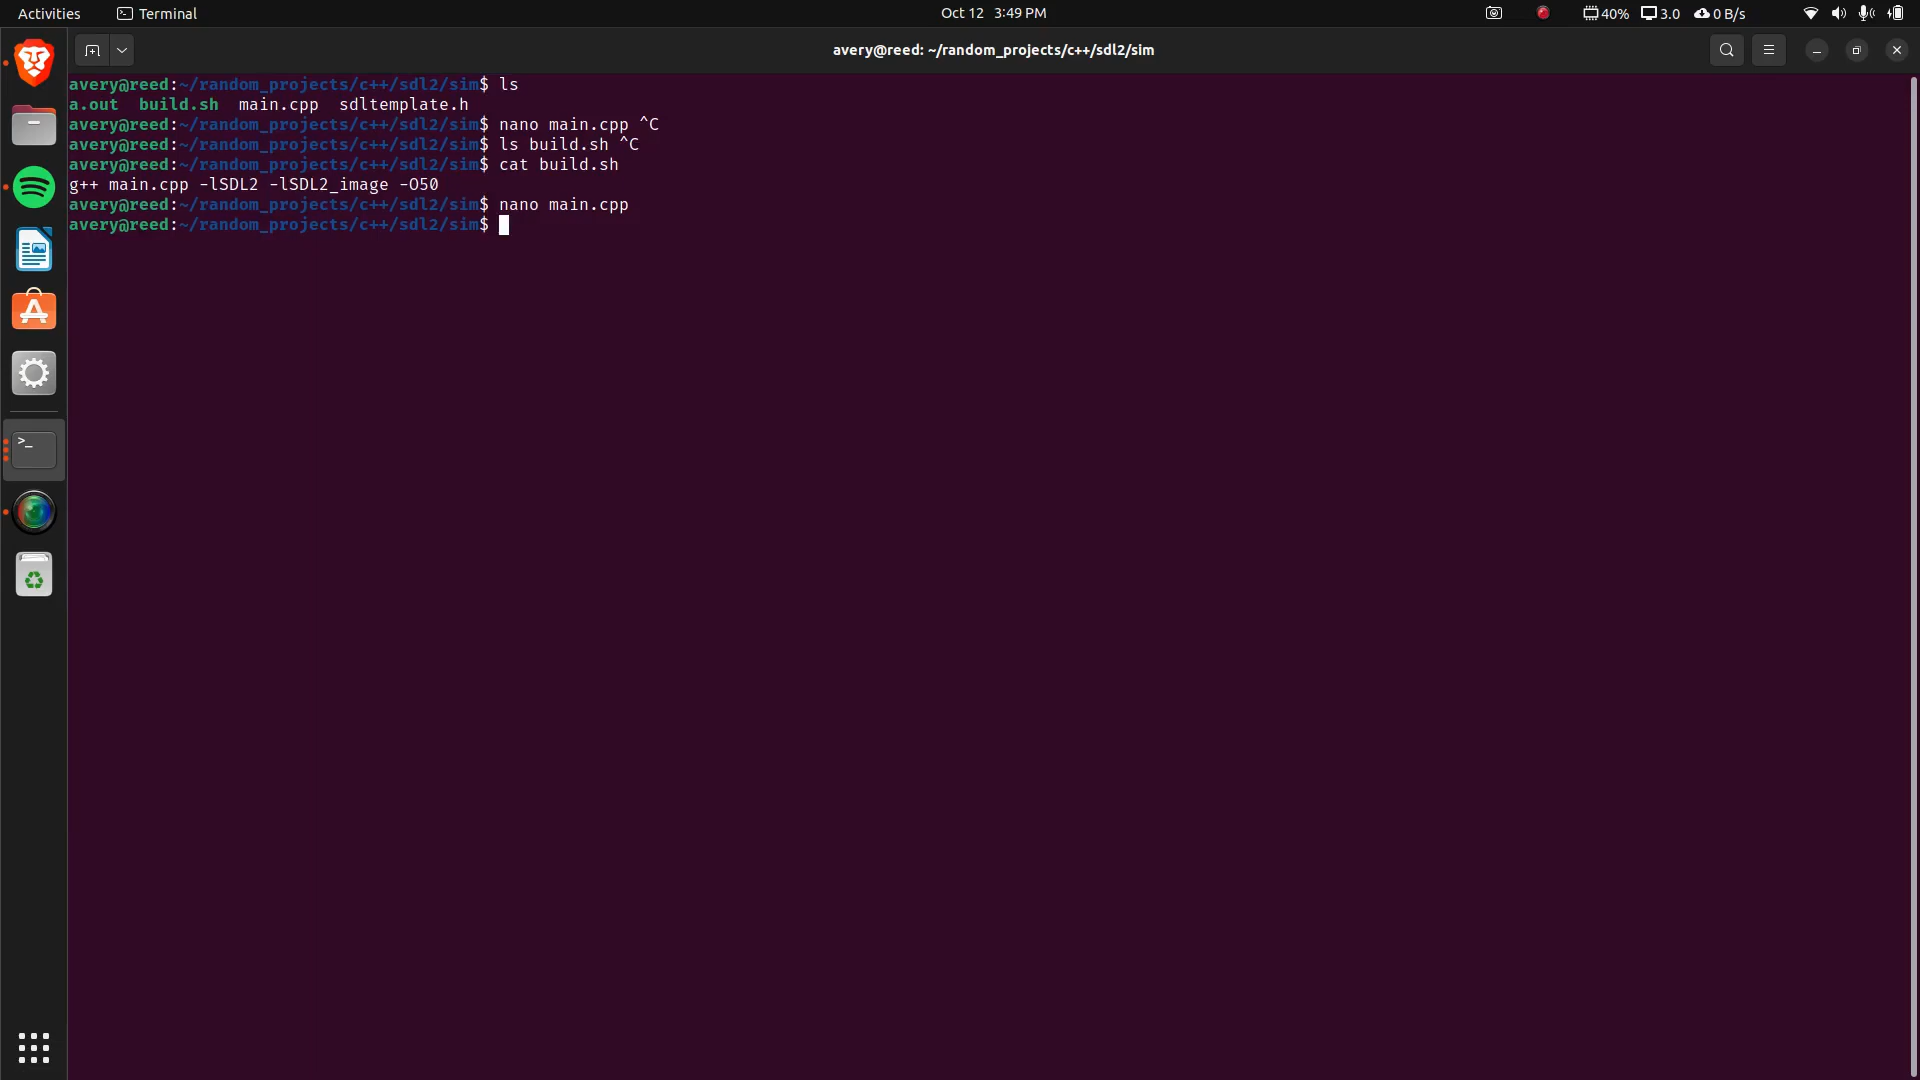 Activities Terminal Oct 12 3:49 PM 40% 3.0 0 B/s
avery@reed: ~/random_projects/c++/sdl2/sim
avery@reed:~/random_projects/c++/sdl2/sim$ ls
a.out build.sh main.cpp sdltemplate.h
avery@reed:~/random_projects/c++/sdl2/sim$ nano main.cpp ^C
avery@reed:~/random_projects/c++/sdl2/sim$ ls build.sh ^C
avery@reed:~/random_projects/c++/sdl2/sim$ cat build.sh
g++ main.cpp -lSDL2 -lSDL2_image -O50
avery@reed:~/random_projects/c++/sdl2/sim$ nano main.cpp
avery@reed:~/random_projects/c++/sdl2/sim$